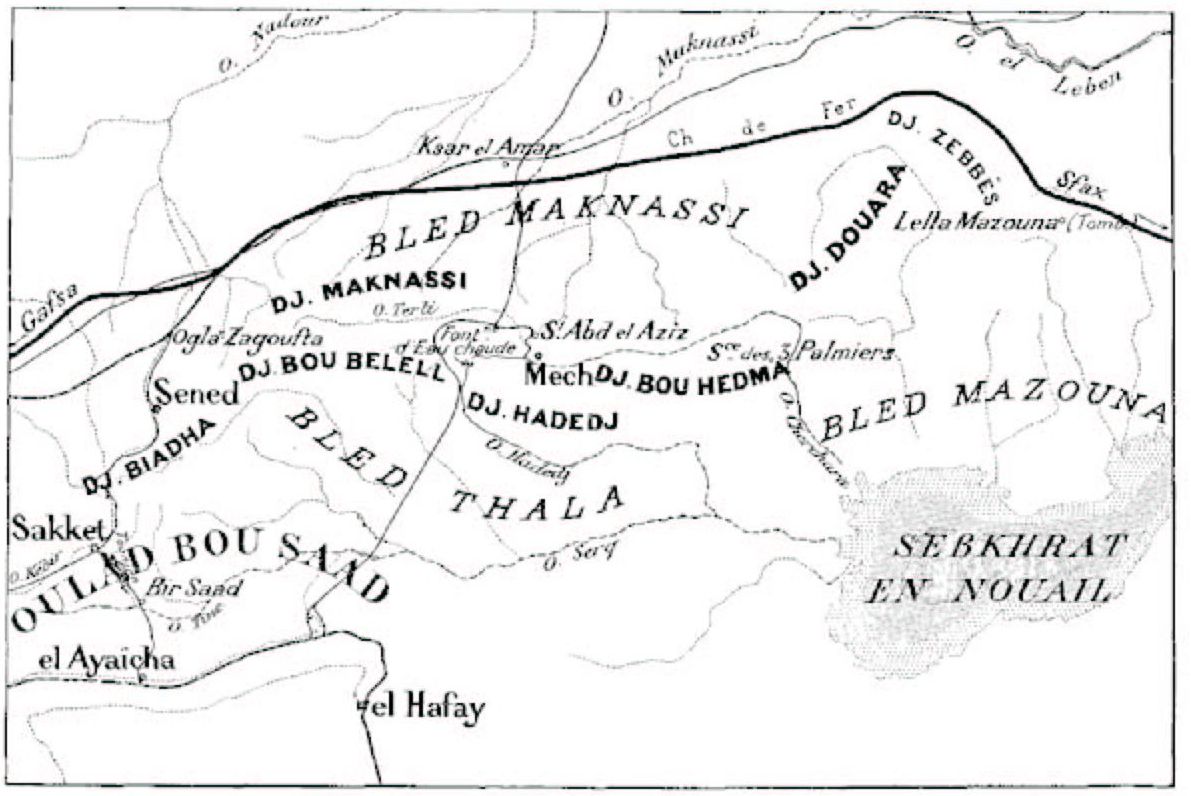 O. Nadour
O. Maknassi
O. el Leben
Ksar el Amar
Ch de Fer
DJ. ZEBBÈS
Sfax
BLED MAKNASSI
DJ. DOUARA
Lella Mazouna (Tomb.)
Gafsa
DJ. MAKNASSI
O. Terli
Ogla Zagoufta
Font.
d'Eau chaude
St Abd el Aziz
Sce des 3 Palmiers
DJ. BOU BELELL
Mech
DJ. BOU HEDMA
Sened
DJ. HADEDJ
BLED MAZOUNA
DJ. BIADHA
BLED THALA
O. Hadedj
Sakket
OULAD BOU SAAD
O. Serg
SEBKHRAT
EN NOUAIL
Bir Saad
el Ayaïcha
el Hafay